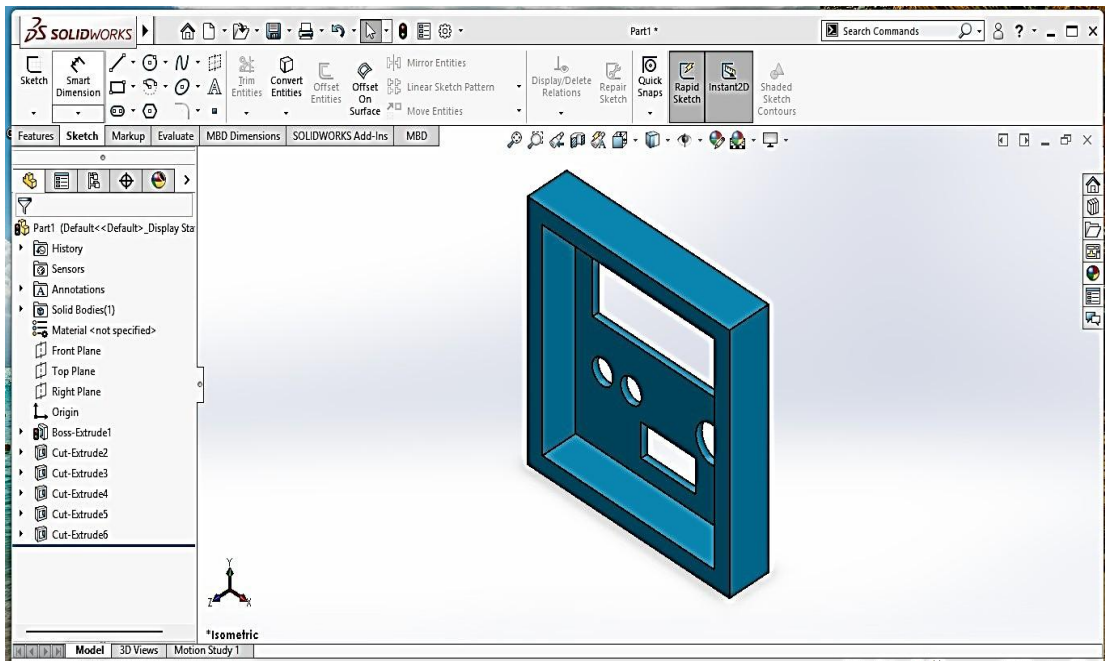 SOLIDWORKS
Part1 *
Search Commands
?
Sketch
Smart Dimension
Trim Entities
Convert Entities
Offset Entities
Offset On Surface
Mirror Entities
Linear Sketch Pattern
Move Entities
Display/Delete Relations
Repair Sketch
Quick Snaps
Rapid Sketch
Instant2D
Shaded Sketch Contours
Features Sketch Markup Evaluate MBD Dimensions SOLIDWORKS Add-Ins MBD
Part1 (Default<<Default>_Display Sta
History
Sensors
Annotations
Solid Bodies(1)
Material <not specified>
Front Plane
Top Plane
Right Plane
Origin
Boss-Extrude1
Cut-Extrude2
Cut-Extrude3
Cut-Extrude4
Cut-Extrude5
Cut-Extrude6
Y
Z X
*Isometric
Model 3D Views Motion Study 1